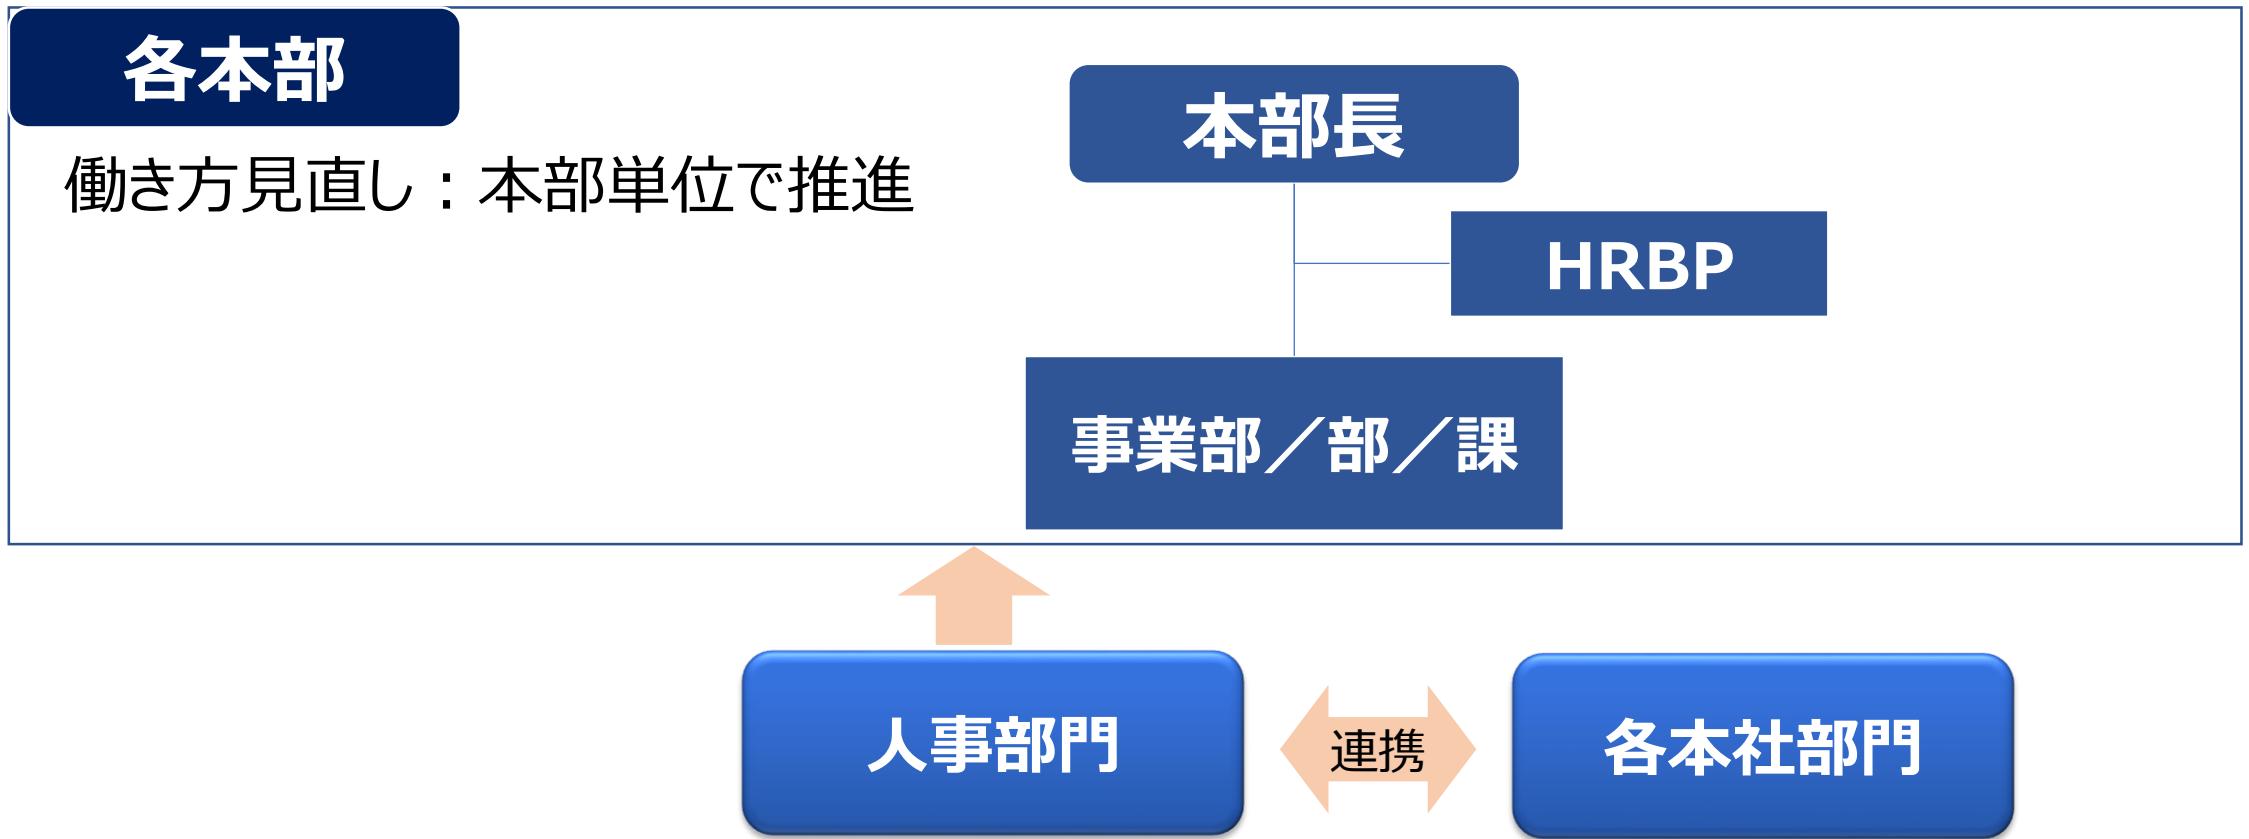 各本部
働き方見直し：本部単位で推進
本部長
HRBP
事業部／部／課
人事部門
連携
各本社部門